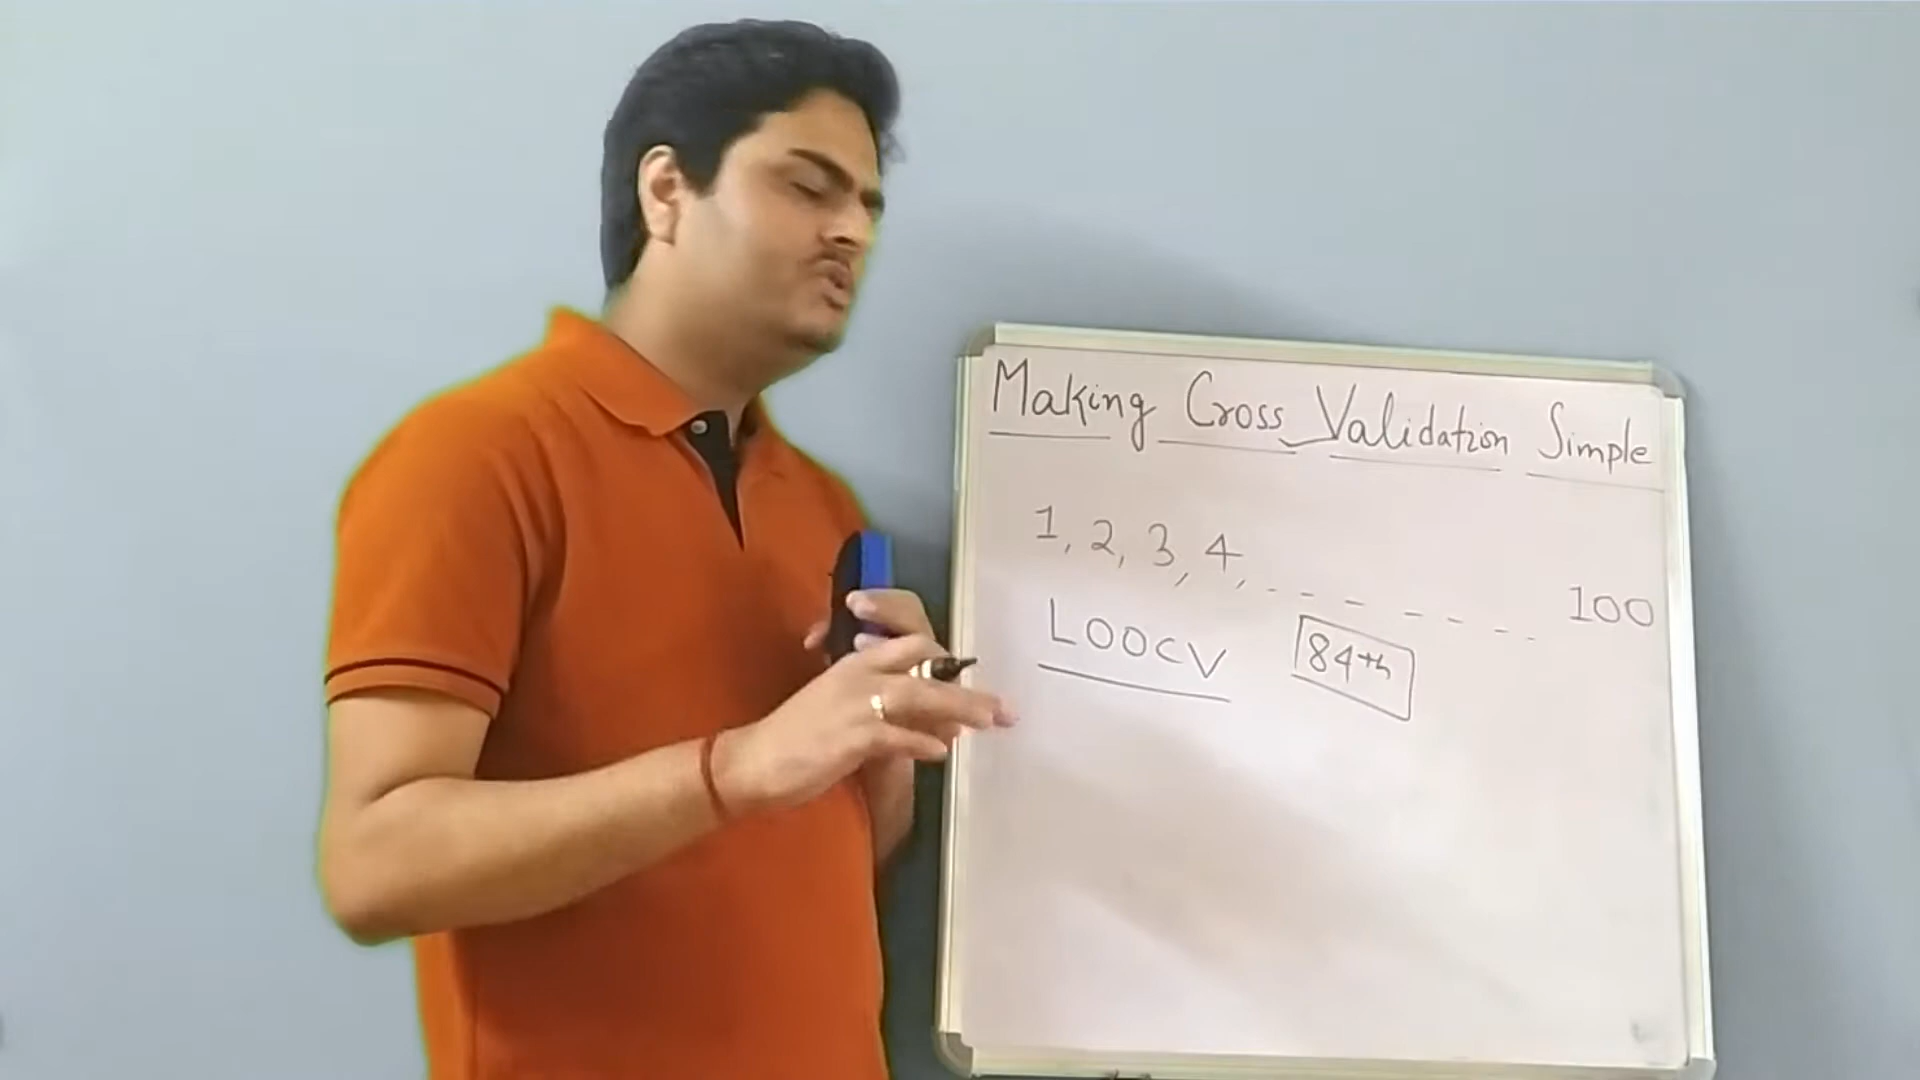 Making Cross Validation Simple
1, 2, 3, 4, - - - - - - - 100
LOOCV 84th